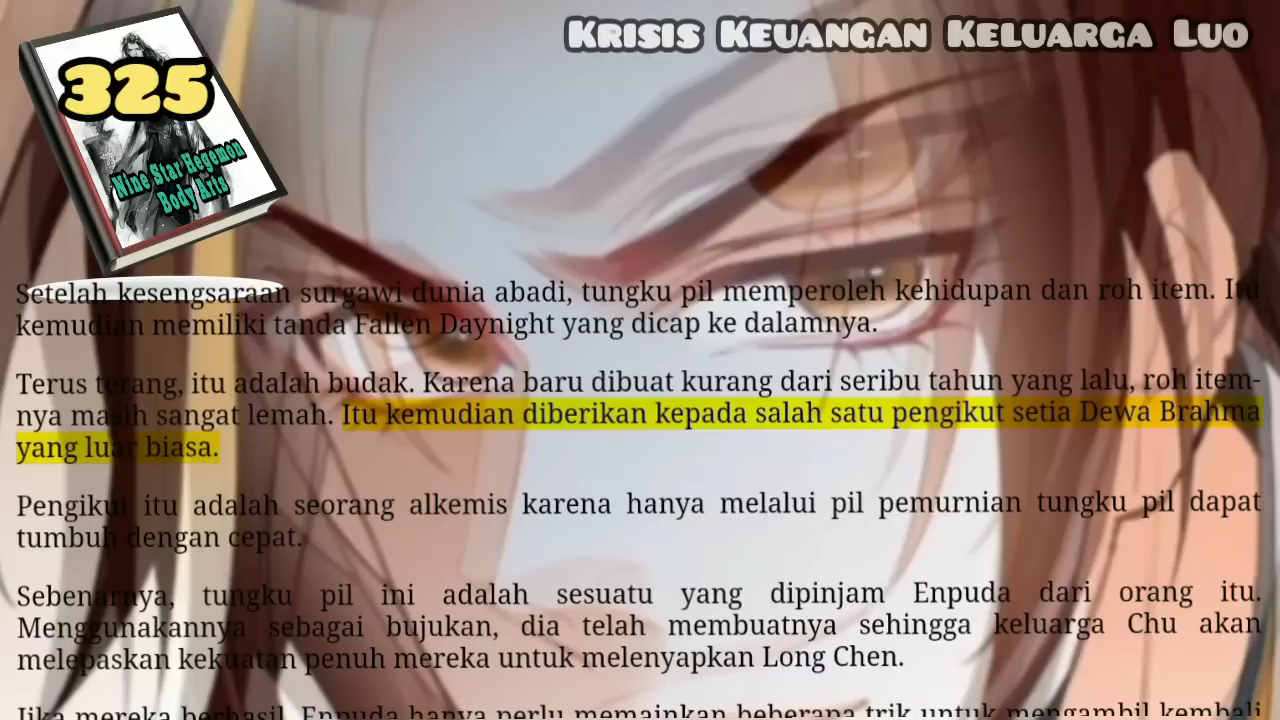 Krisis Keuangan Keluarga Luo
325
Nine Star Hegemon
Body Arts
Setelah kesengsaraan surgawi dunia abadi, tungku pil memperoleh kehidupan dan roh item. Itu
kemudian memiliki tanda Fallen Daynight yang dicap ke dalamnya.
Terus terang, itu adalah budak. Karena baru dibuat kurang dari seribu tahun yang lalu, roh item-
nya masih sangat lemah. Itu kemudian diberikan kepada salah satu pengikut setia Dewa Brahma
yang luar biasa.
Pengikut itu adalah seorang alkemis karena hanya melalui pil pemurnian tungku pil dapat
tumbuh dengan cepat.
Sebenarnya, tungku pil ini adalah sesuatu yang dipinjam Enpuda dari orang itu.
Menggunakannya sebagai bujukan, dia telah membuatnya sehingga keluarga Chu akan
melepaskan kekuatan penuh mereka untuk melenyapkan Long Chen.
Jika mereka berhasil, Enpuda hanya perlu memainkan beberapa trik untuk mengambil kembali